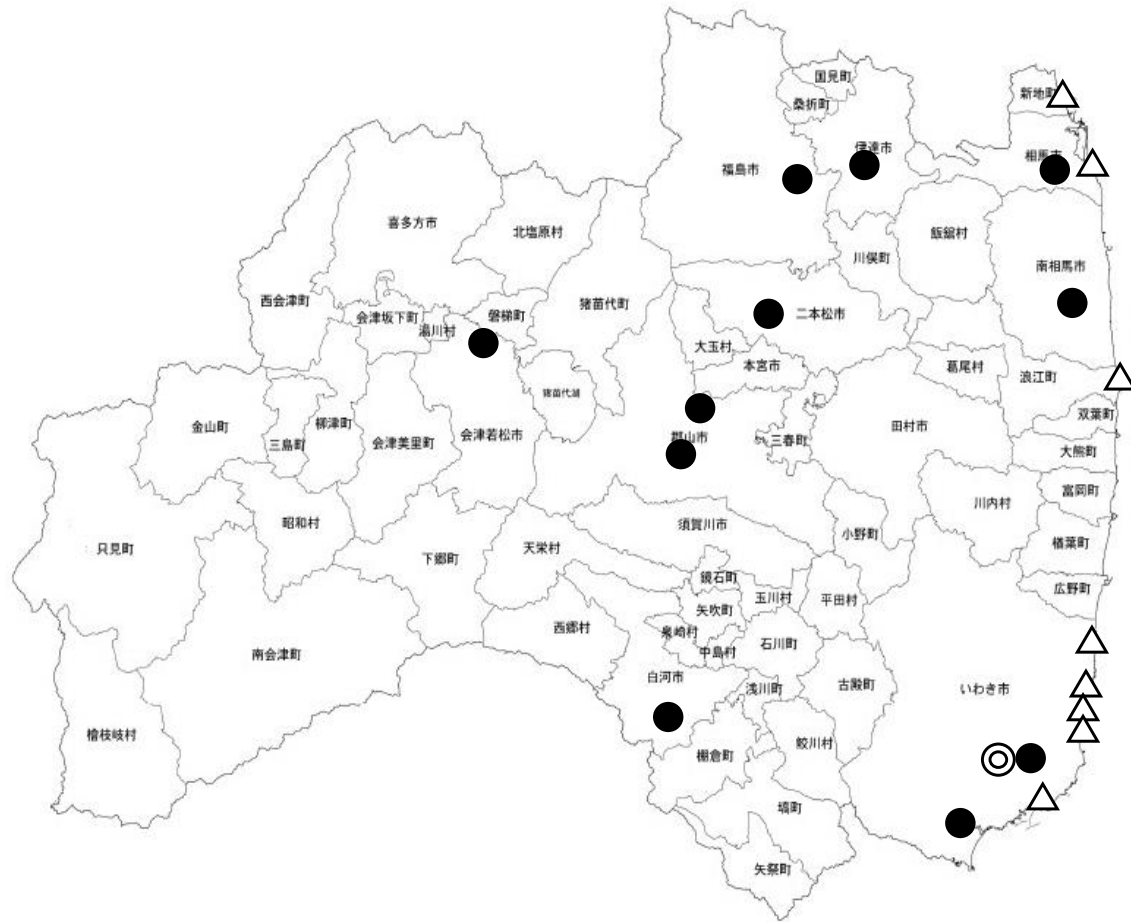 国見町
桑折町
新地町
伊達市
相馬市
福島市
喜多方市
北塩原村
飯舘村
川俣町
南相馬市
西会津町
猪苗代町
会津坂下町
湯川村
磐梯町
二本松市
大玉村
本宮市
葛尾村
浪江町
猪苗代湖
双葉町
金山町
三島町
柳津町
会津美里町
会津若松市
郡山市
三春町
田村市
大熊町
富岡町
川内村
昭和村
只見町
下郷町
天栄村
須賀川市
小野町
楢葉町
鏡石町
玉川村
平田村
広野町
矢吹町
西郷村
泉崎村
中島村
石川町
南会津町
白河市
浅川町
古殿町
いわき市
檜枝岐村
棚倉町
鮫川村
塙町
矢祭町